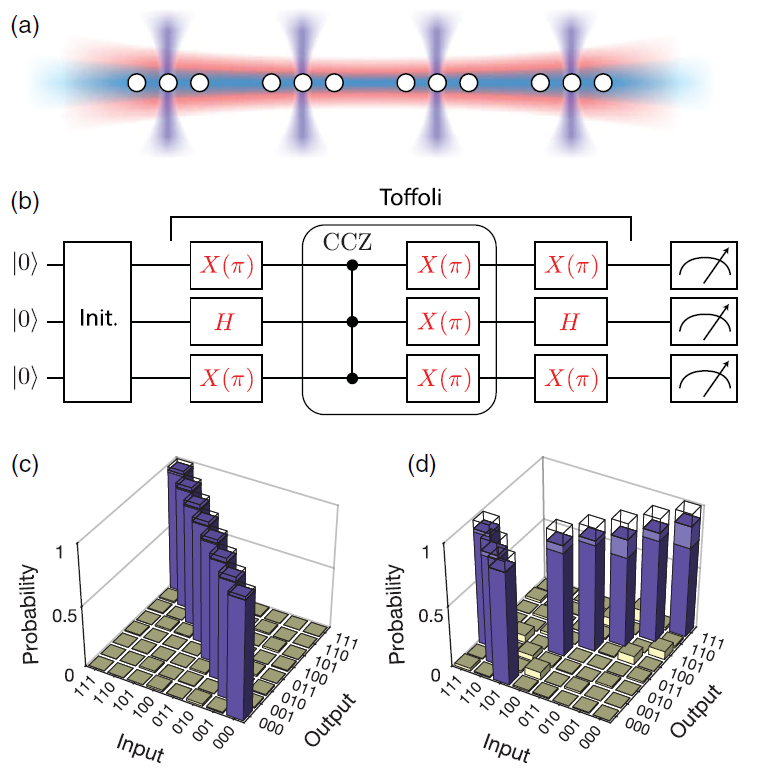 (a)
(b)
Toffoli
CCZ
|0⟩ Init. X(π) X(π) X(π)
|0⟩ H X(π) H
|0⟩ X(π) X(π) X(π)
(c)
(d)
1
0.5
0
Probability
111 110 101 100 011 010 001 000
Input
000 001 010 011 100 101 110 111
Output
1
0.5
0
Probability
111 110 101 100 011 010 001 000
Input
000 001 010 011 100 101 110 111
Output